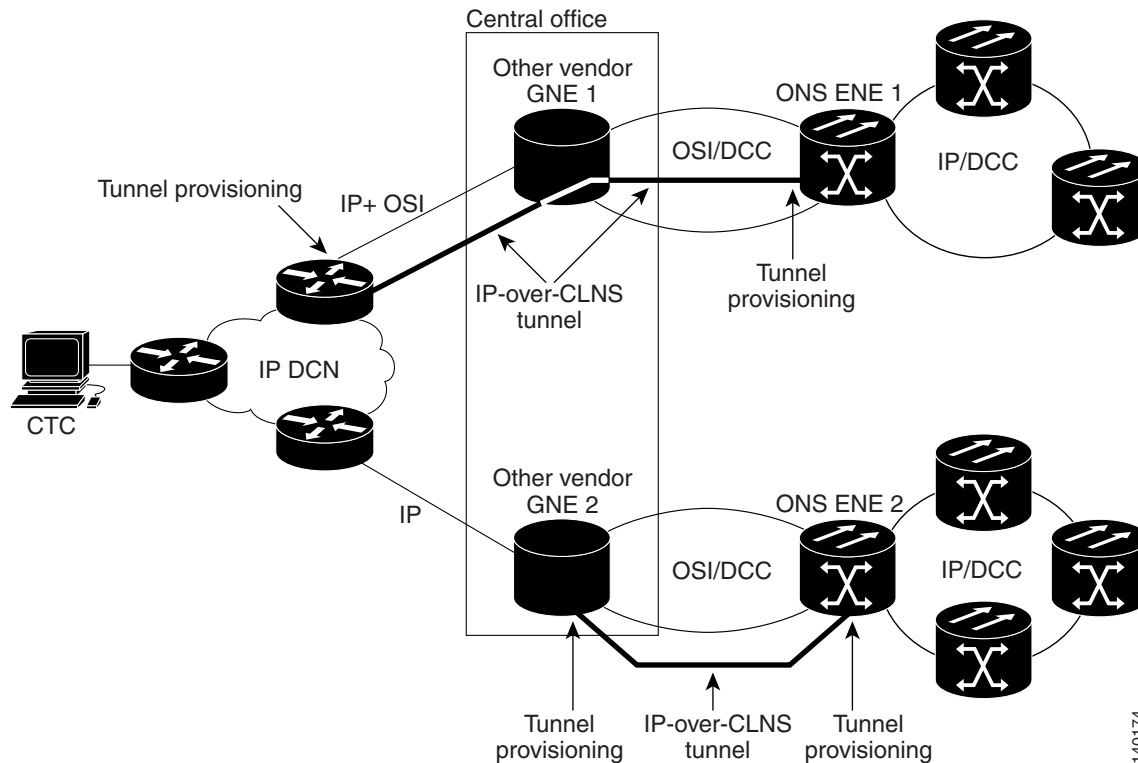 Central office
Other vendor
GNE 1
ONS ENE 1
OSI/DCC
IP/DCC
Tunnel provisioning
IP+ OSI
IP-over-CLNS
tunnel
Tunnel
provisioning
IP DCN
CTC
Other vendor
GNE 2
ONS ENE 2
IP
OSI/DCC
IP/DCC
Tunnel
provisioning
IP-over-CLNS
tunnel
Tunnel
provisioning
140174